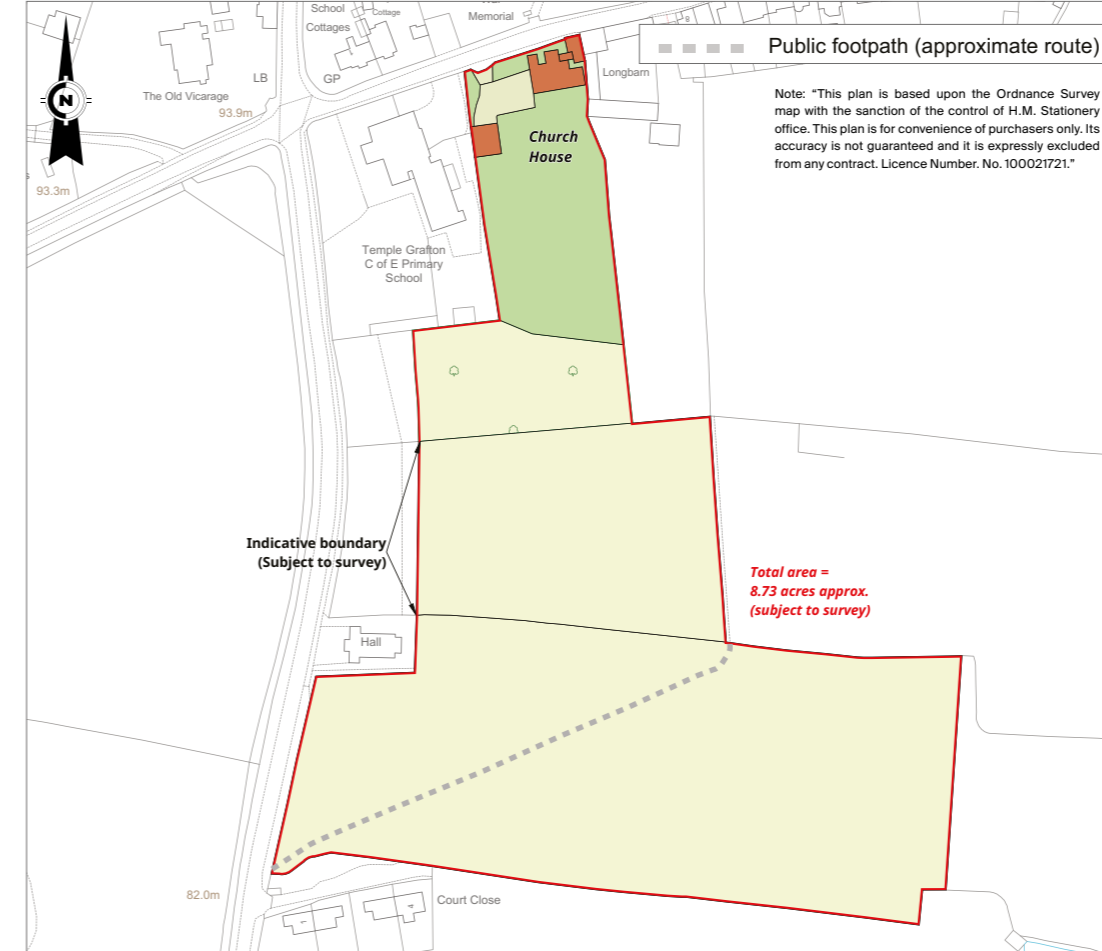 School
Cottages
Cottage
Memorial
8
Public footpath (approximate route)
LB
GP
The Old Vicarage
Longbarn
N
93.9m
Note: “This plan is based upon the Ordnance Survey
map with the sanction of the control of H.M. Stationery
office. This plan is for convenience of purchasers only. Its
accuracy is not guaranteed and it is expressly excluded
from any contract. Licence Number. No. 100021721.”
Church
House
93.3m
Temple Grafton
C of E Primary
School
Indicative boundary
(Subject to survey)
Total area =
8.73 acres approx.
(subject to survey)
Hall
82.0m
Court Close
1
4